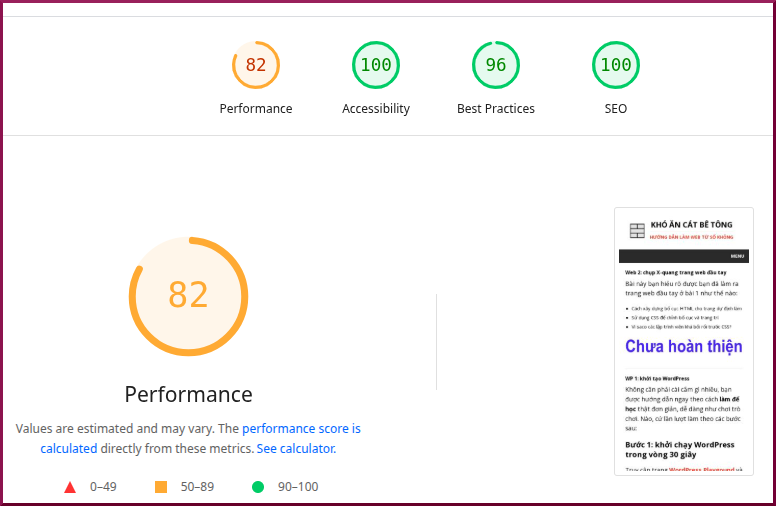 82 100 96 100
Performance Accessibility Best Practices SEO
82
Performance
Values are estimated and may vary. The performance score is
calculated directly from these metrics. See calculator.
0–49 50–89 90–100
KHÓ ĂN CÁT BÊ TÔNG
HƯỚNG DẪN LÀM WEB TỪ SỐ KHÔNG
MENU
Web 2: chụp X-quang trang web đầu tay
Bài này bạn hiểu rõ được bạn đã làm ra
trang web đầu tay ở bài 1 như thế nào:
Cách xây dựng bố cục HTML cho trang dự định làm
Sử dụng CSS để chỉnh bố cục và trang trí
Vì sao các lập trình viên khá bối rối trước CSS?
Chưa hoàn thiện
WP 1: khởi tạo WordPress
Không cần phải cài cắm gì nhiều, bạn
được hướng dẫn ngay theo cách làm để
học thật đơn giản, dễ dàng như chơi trò
chơi. Nào, cứ lần lượt làm theo các bước
sau:
Bước 1: khởi chạy WordPress
trong vòng 30 giây
Truy cập trang WordPress Playground và